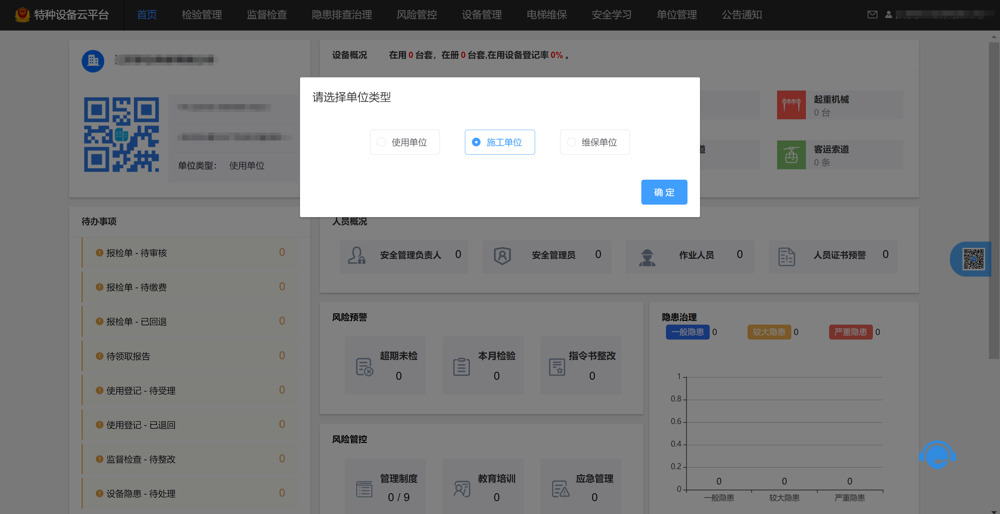 特种设备云平台
首页 检验管理 监督检查 隐患排查治理 风险管控 设备管理 电梯维保 安全学习 单位管理 公告通知
单位类型： 使用单位
设备概况 在用 0 台套，在册 0 台套,在用设备登记率 0% 。
请选择单位类型
使用单位 施工单位 维保单位
确 定
起重机械
0 台
道
客运索道
0 条
待办事项
报检单 - 待审核 0
报检单 - 待缴费 0
报检单 - 已回退 0
待领取报告 0
使用登记 - 待受理 0
使用登记 - 已退回 0
监督检查 - 待整改 0
设备隐患 - 待处理 0
人员概况
安全管理负责人 0
安全管理员 0
作业人员 0
人员证书预警 0
风险预警
超期未检
0
本月检验
0
指令书整改
0
风险管控
管理制度
0 / 9
教育培训
0
应急管理
0
隐患治理
一般隐患 0 较大隐患 0 严重隐患 0
1
0.8
0.6
0.4
0.2
0
0 0 0
一般隐患 较大隐患 严重隐患